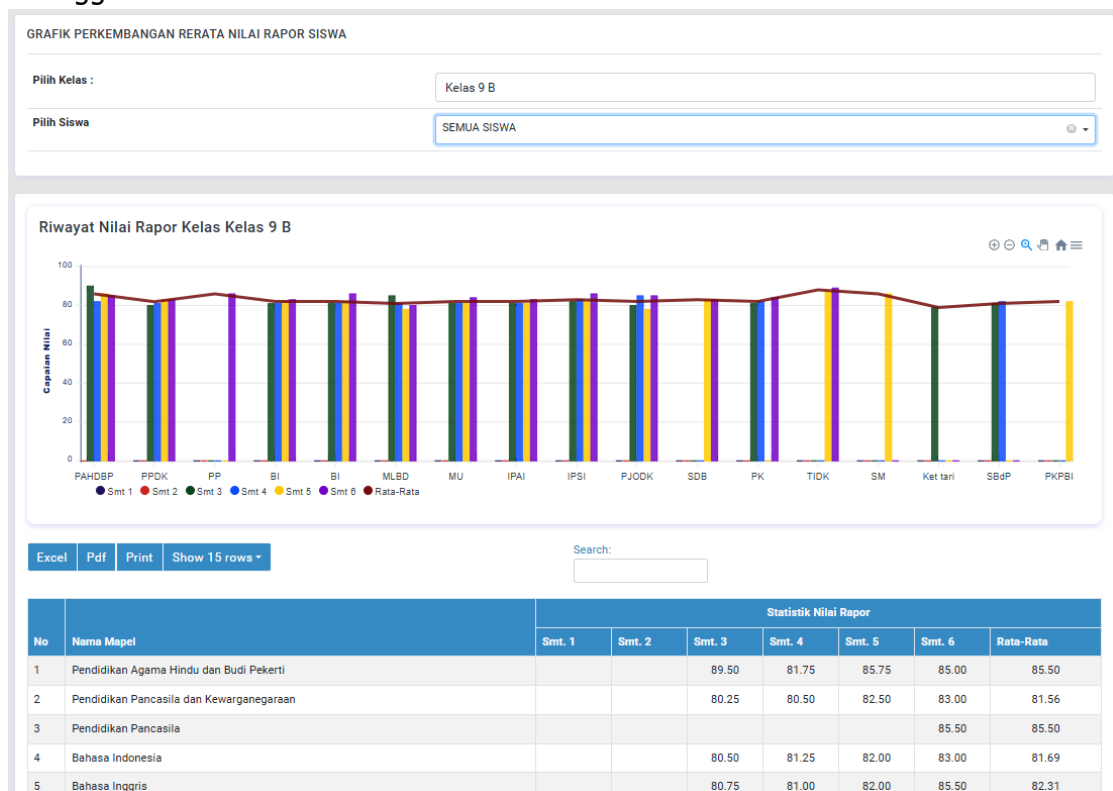 GRAFIK PERKEMBANGAN RERATA NILAI RAPOR SISWA
Pilih Kelas :
Kelas 9 B
Pilih Siswa
SEMUA SISWA
Riwayat Nilai Rapor Kelas Kelas 9 B
100
80
60
40
20
0
Capaian Nilai
PAHDBP PPDK PP BI BI MLBD MU IPAI IPSI PJODK SDB PK TIDK SM Ket tari SBdP PKPBI
Smt 1 Smt 2 Smt 3 Smt 4 Smt 5 Smt 6 Rata-Rata
Excel Pdf Print Show 15 rows
Search:
Statistik Nilai Rapor
No Nama Mapel Smt. 1 Smt. 2 Smt. 3 Smt. 4 Smt. 5 Smt. 6 Rata-Rata
1 Pendidikan Agama Hindu dan Budi Pekerti 89.50 81.75 85.75 85.00 85.50
2 Pendidikan Pancasila dan Kewarganegaraan 80.25 80.50 82.50 83.00 81.56
3 Pendidikan Pancasila 85.50 85.50
4 Bahasa Indonesia 80.50 81.25 82.00 83.00 81.69
5 Bahasa Inggris 80.75 81.00 82.00 85.50 82.31